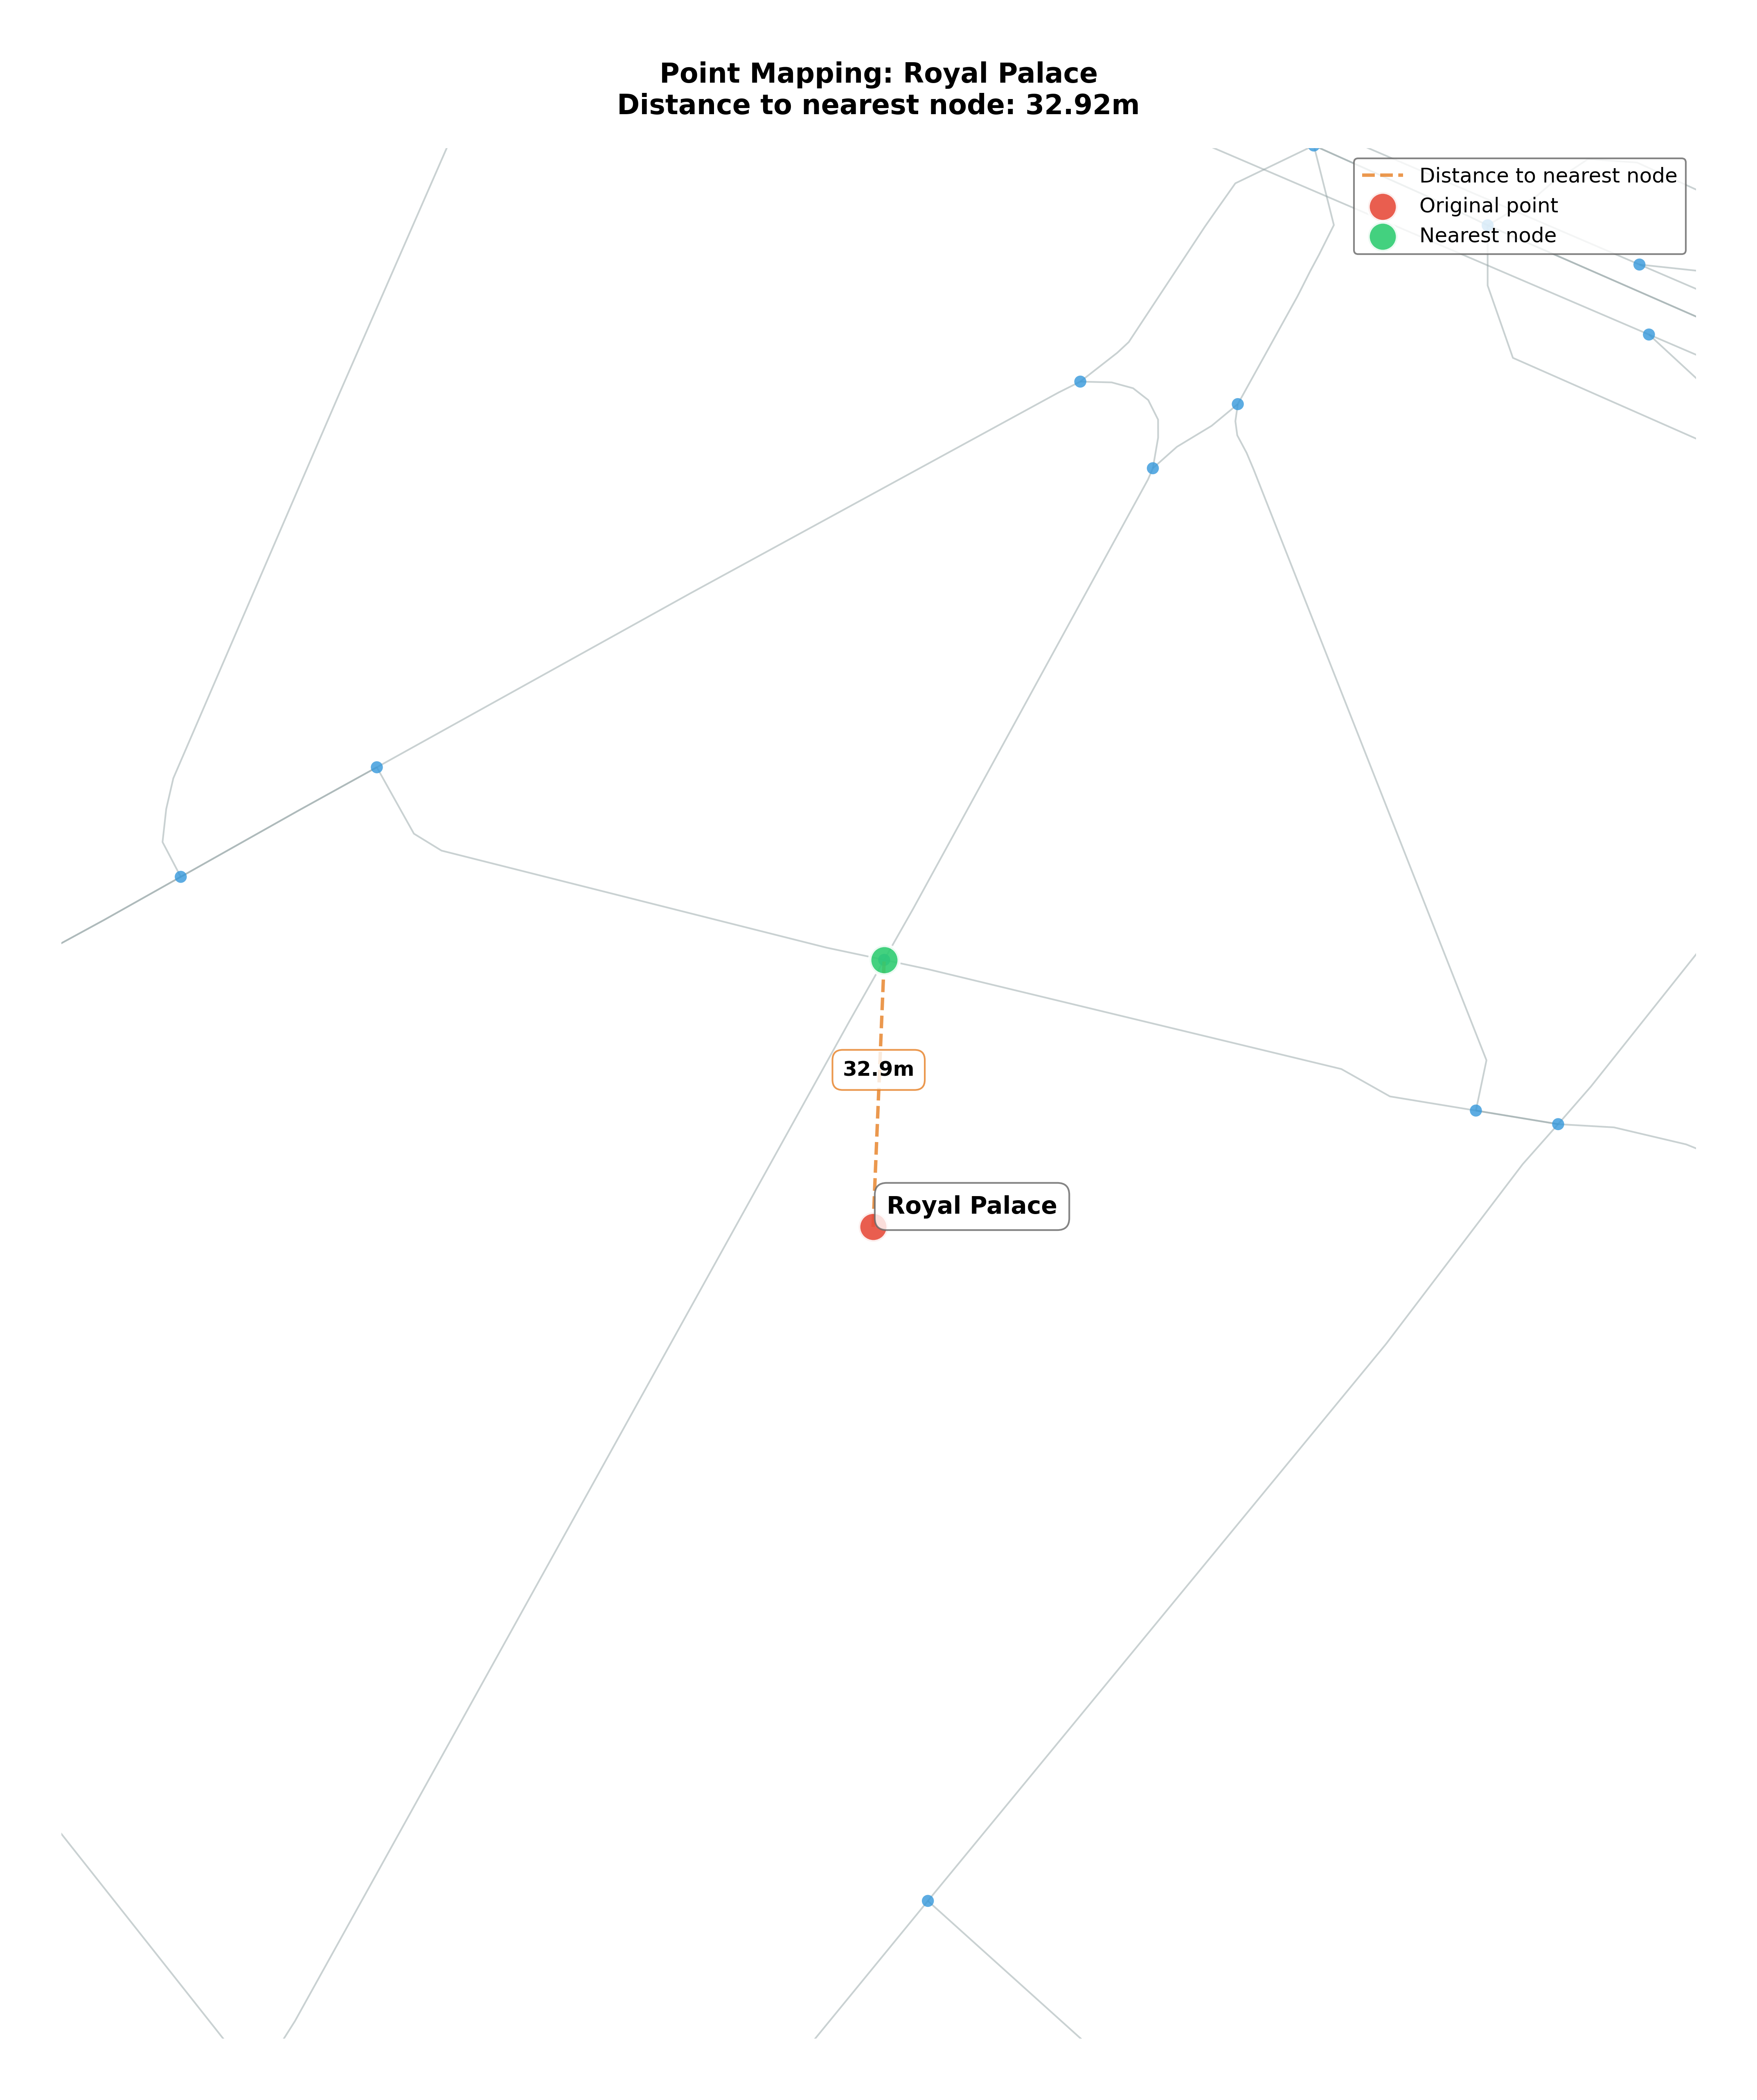 Point Mapping: Royal Palace
Distance to nearest node: 32.92m
Distance to nearest node
Original point
Nearest node
32.9m
Royal Palace